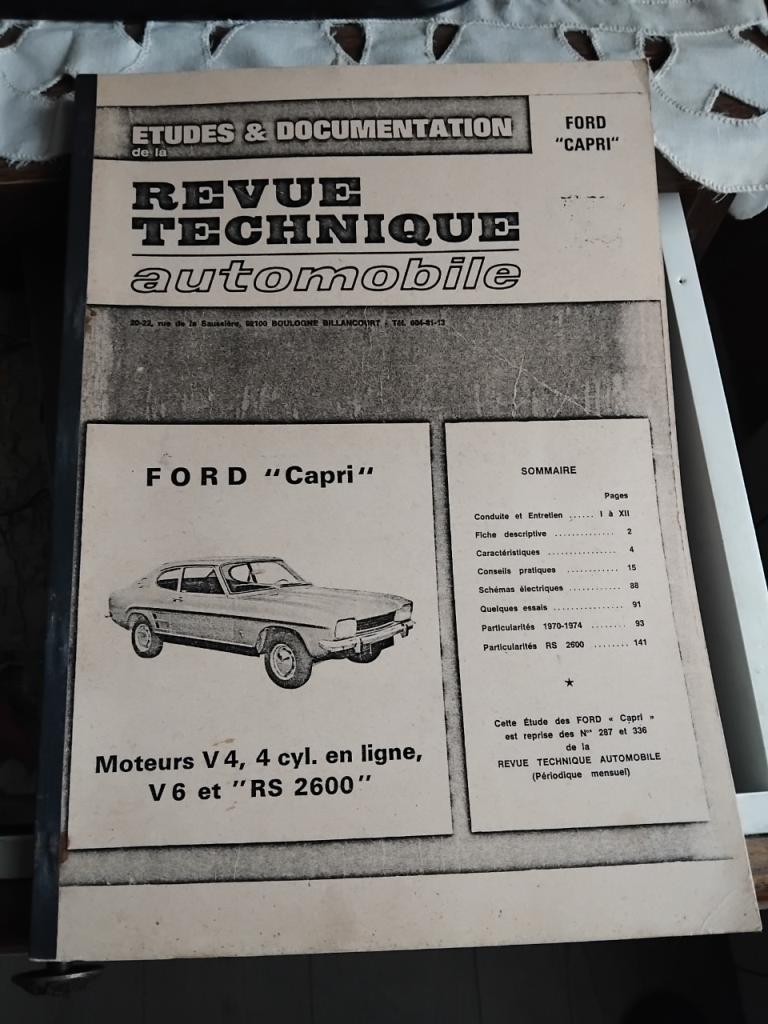 ETUDES & DOCUMENTATION
de la
FORD
"CAPRI"
REVUE
TECHNIQUE
automobile
20-22, rue de la Saussière, 92100 BOULOGNE BILLANCOURT - Tél. 604-81-13
FORD "Capri"
Moteurs V4, 4 cyl. en ligne,
V6 et "RS 2600"
SOMMAIRE
Pages
Conduite et Entretien ...... I à XII
Fiche descriptive .............. 2
Caractéristiques ................ 4
Conseils pratiques ............ 15
Schémas électriques ............ 88
Quelques essais ................ 91
Particularités 1970-1974 ........ 93
Particularités RS 2600 ........ 141
★
Cette Étude des FORD « Capri »
est reprise des Nos 287 et 336
de la
REVUE TECHNIQUE AUTOMOBILE
(Périodique mensuel)